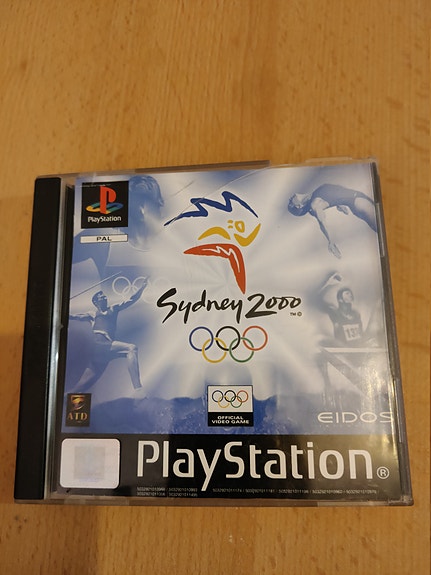 PlayStation
PAL
Sydney 2000 ™ ©
ATD
OFFICIAL
VIDEO GAME
EIDOS
PlayStation®